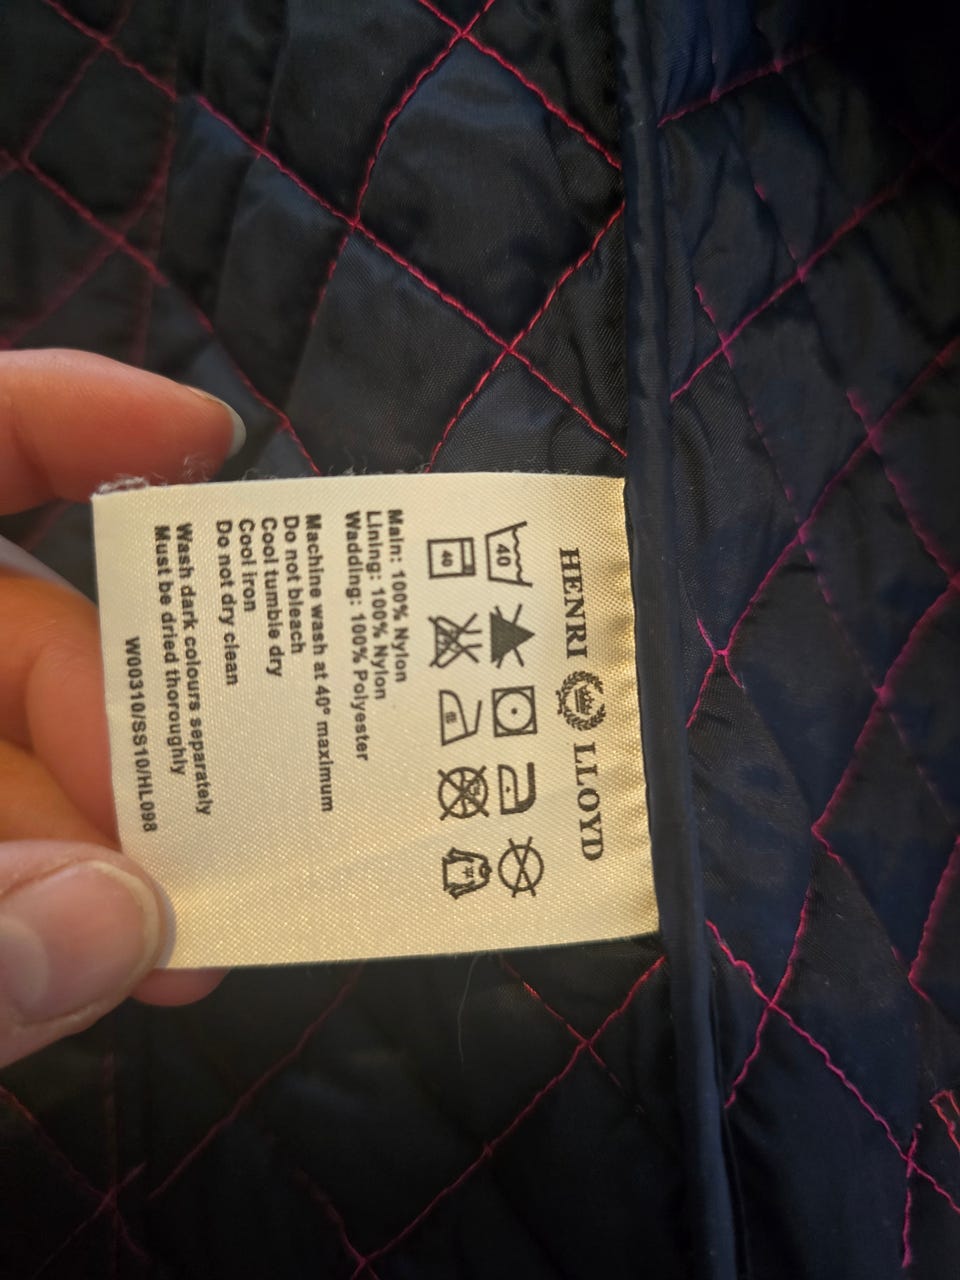 HENRI LLOYD
40
40
Main: 100% Nylon
Lining: 100% Nylon
Wadding: 100% Polyester
Machine wash at 40° maximum
Do not bleach
Cool tumble dry
Cool iron
Do not dry clean
Wash dark colours separately
Must be dried thoroughly
W00310/SS10/HL098